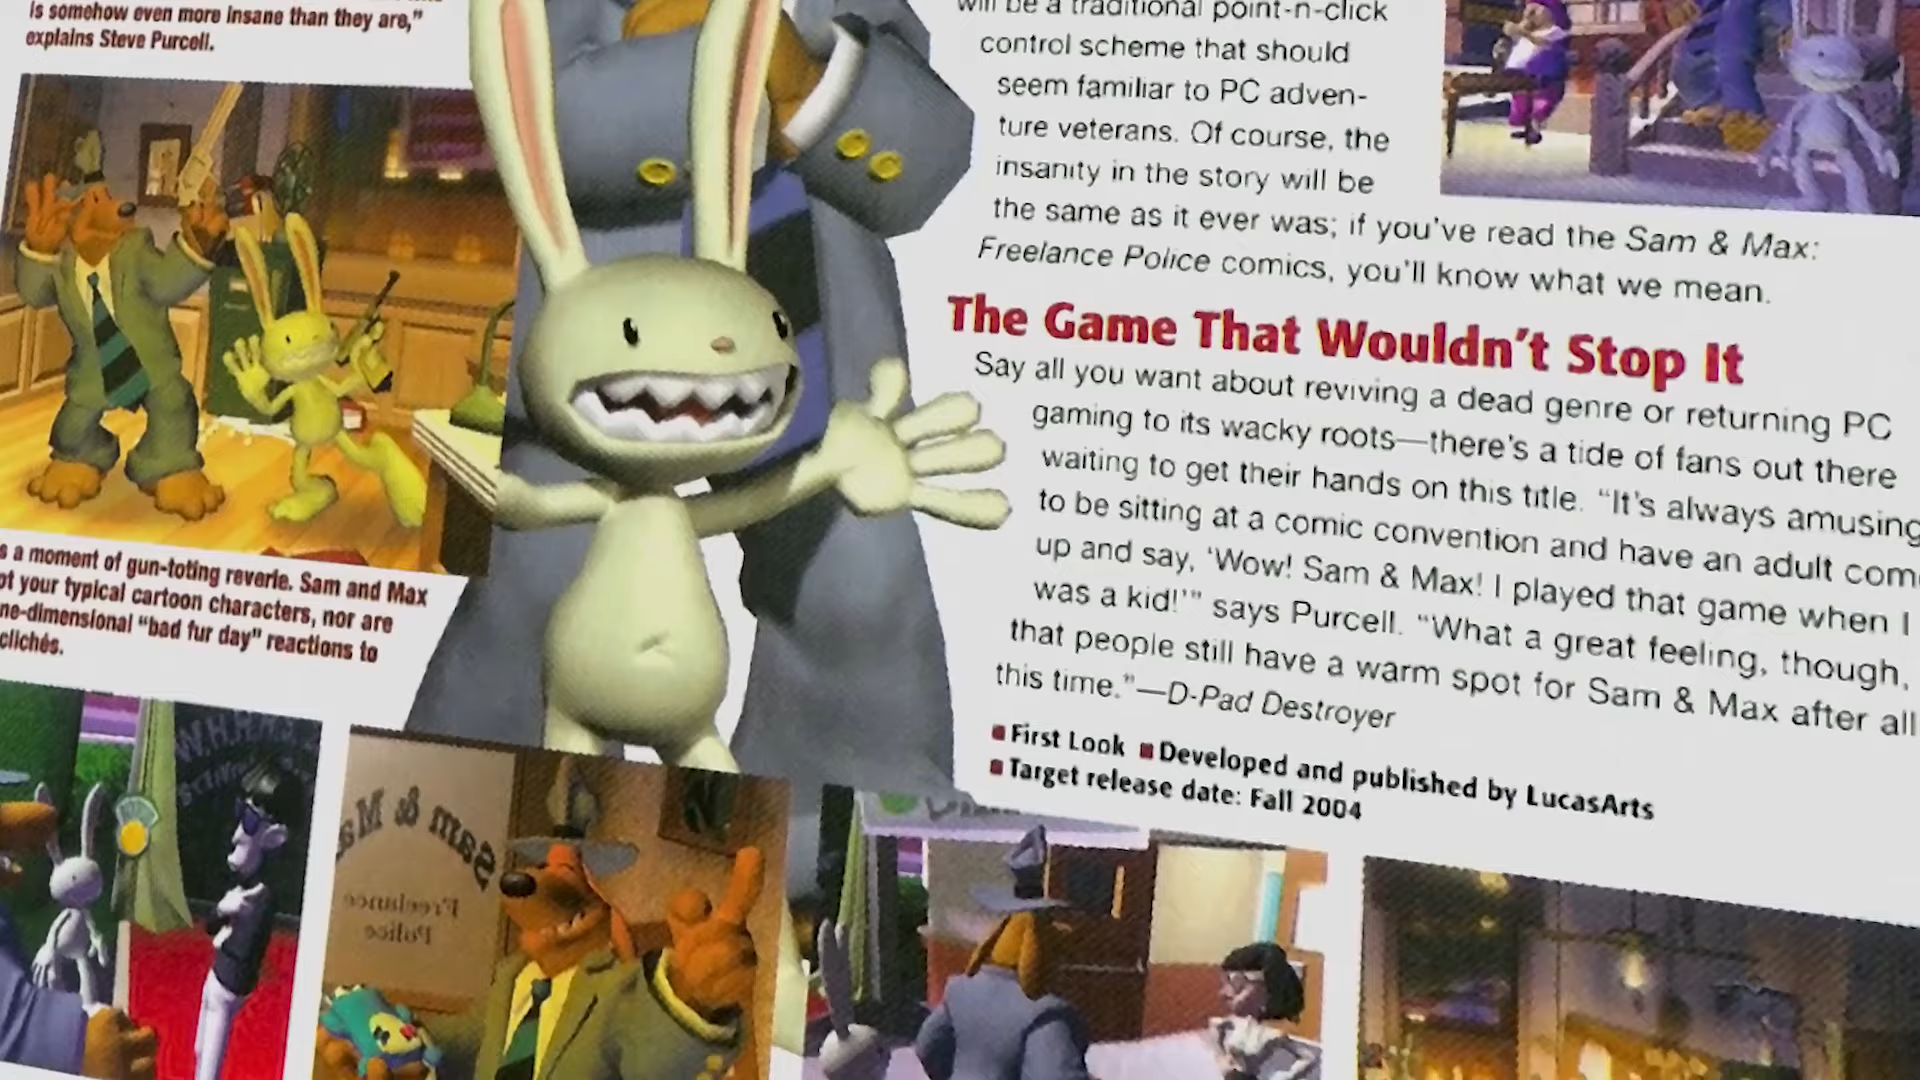 is somehow even more insane than they are,”
explains Steve Purcell.
will be a traditional point-n-click
control scheme that should
seem familiar to PC adven-
ture veterans. Of course, the
insanity in the story will be
the same as it ever was; if you’ve read the Sam & Max:
Freelance Police comics, you’ll know what we mean.
The Game That Wouldn’t Stop It
Say all you want about reviving a dead genre or returning PC
gaming to its wacky roots—there’s a tide of fans out there
waiting to get their hands on this title. “It’s always amusing
to be sitting at a comic convention and have an adult com
up and say, ‘Wow! Sam & Max! I played that game when I
was a kid!’” says Purcell. “What a great feeling, though,
that people still have a warm spot for Sam & Max after all
this time.”—D-Pad Destroyer
■ First Look ■ Developed and published by LucasArts
■ Target release date: Fall 2004
s a moment of gun-toting reverie. Sam and Max
ot your typical cartoon characters, nor are
ne-dimensional “bad fur day” reactions to
clichés.
Sam & Ma
Freelance
Police